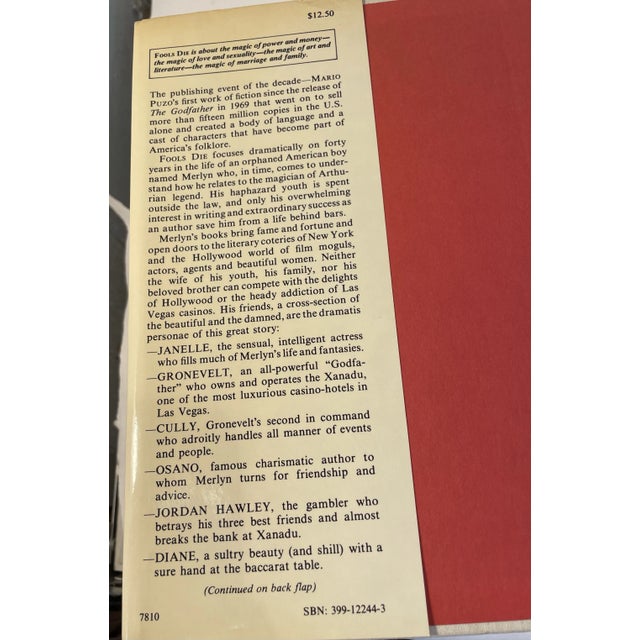 $12.50
FOOLS DIE is about the magic of power and money—
the magic of love and sexuality—the magic of art and
literature—the magic of marriage and family.
The publishing event of the decade—MARIO
PUZO's first work of fiction since the release of
The Godfather in 1969 that went on to sell
more than fifteen million copies in the U.S.
alone and created a body of language and a
cast of characters that have become part of
America's folklore.
FOOLS DIE focuses dramatically on forty
years in the life of an orphaned American boy
named Merlyn who, in time, comes to under-
stand how he relates to the magician of Arthu-
rian legend. His haphazard youth is spent
outside the law, and only his overwhelming
interest in writing and extraordinary success as
an author save him from a life behind bars.
Merlyn's books bring fame and fortune and
open doors to the literary coteries of New York
and the Hollywood world of film moguls,
actors, agents and beautiful women. Neither
the wife of his youth, his family, nor his
beloved brother can compete with the delights
of Hollywood or the heady addiction of Las
Vegas casinos. His friends, a cross-section of
the beautiful and the damned, are the dramatis
personae of this great story:
—JANELLE, the sensual, intelligent actress
who fills much of Merlyn's life and fantasies.
—GRONEVELT, an all-powerful "Godfa-
ther" who owns and operates the Xanadu,
one of the most luxurious casino-hotels in
Las Vegas.
—CULLY, Gronevelt's second in command
who adroitly handles all manner of events
and people.
—OSANO, famous charismatic author to
whom Merlyn turns for friendship and
advice.
—JORDAN HAWLEY, the gambler who
betrays his three best friends and almost
breaks the bank at Xanadu.
—DIANE, a sultry beauty (and shill) with a
sure hand at the baccarat table.
(Continued on back flap)
7810
SBN: 399-12244-3